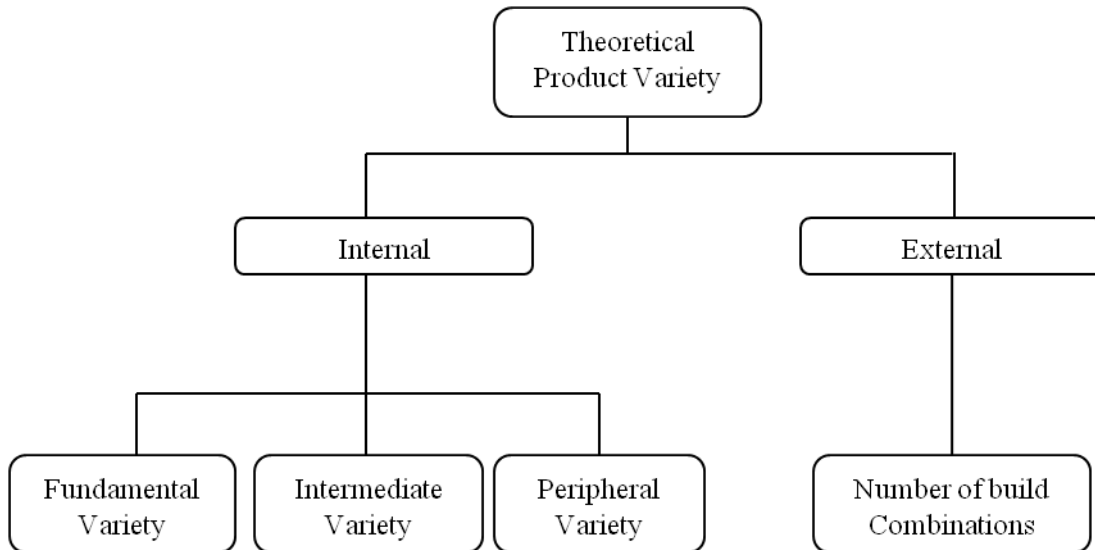 Theoretical
Product Variety
Internal
External
Fundamental
Variety
Intermediate
Variety
Peripheral
Variety
Number of build
Combinations